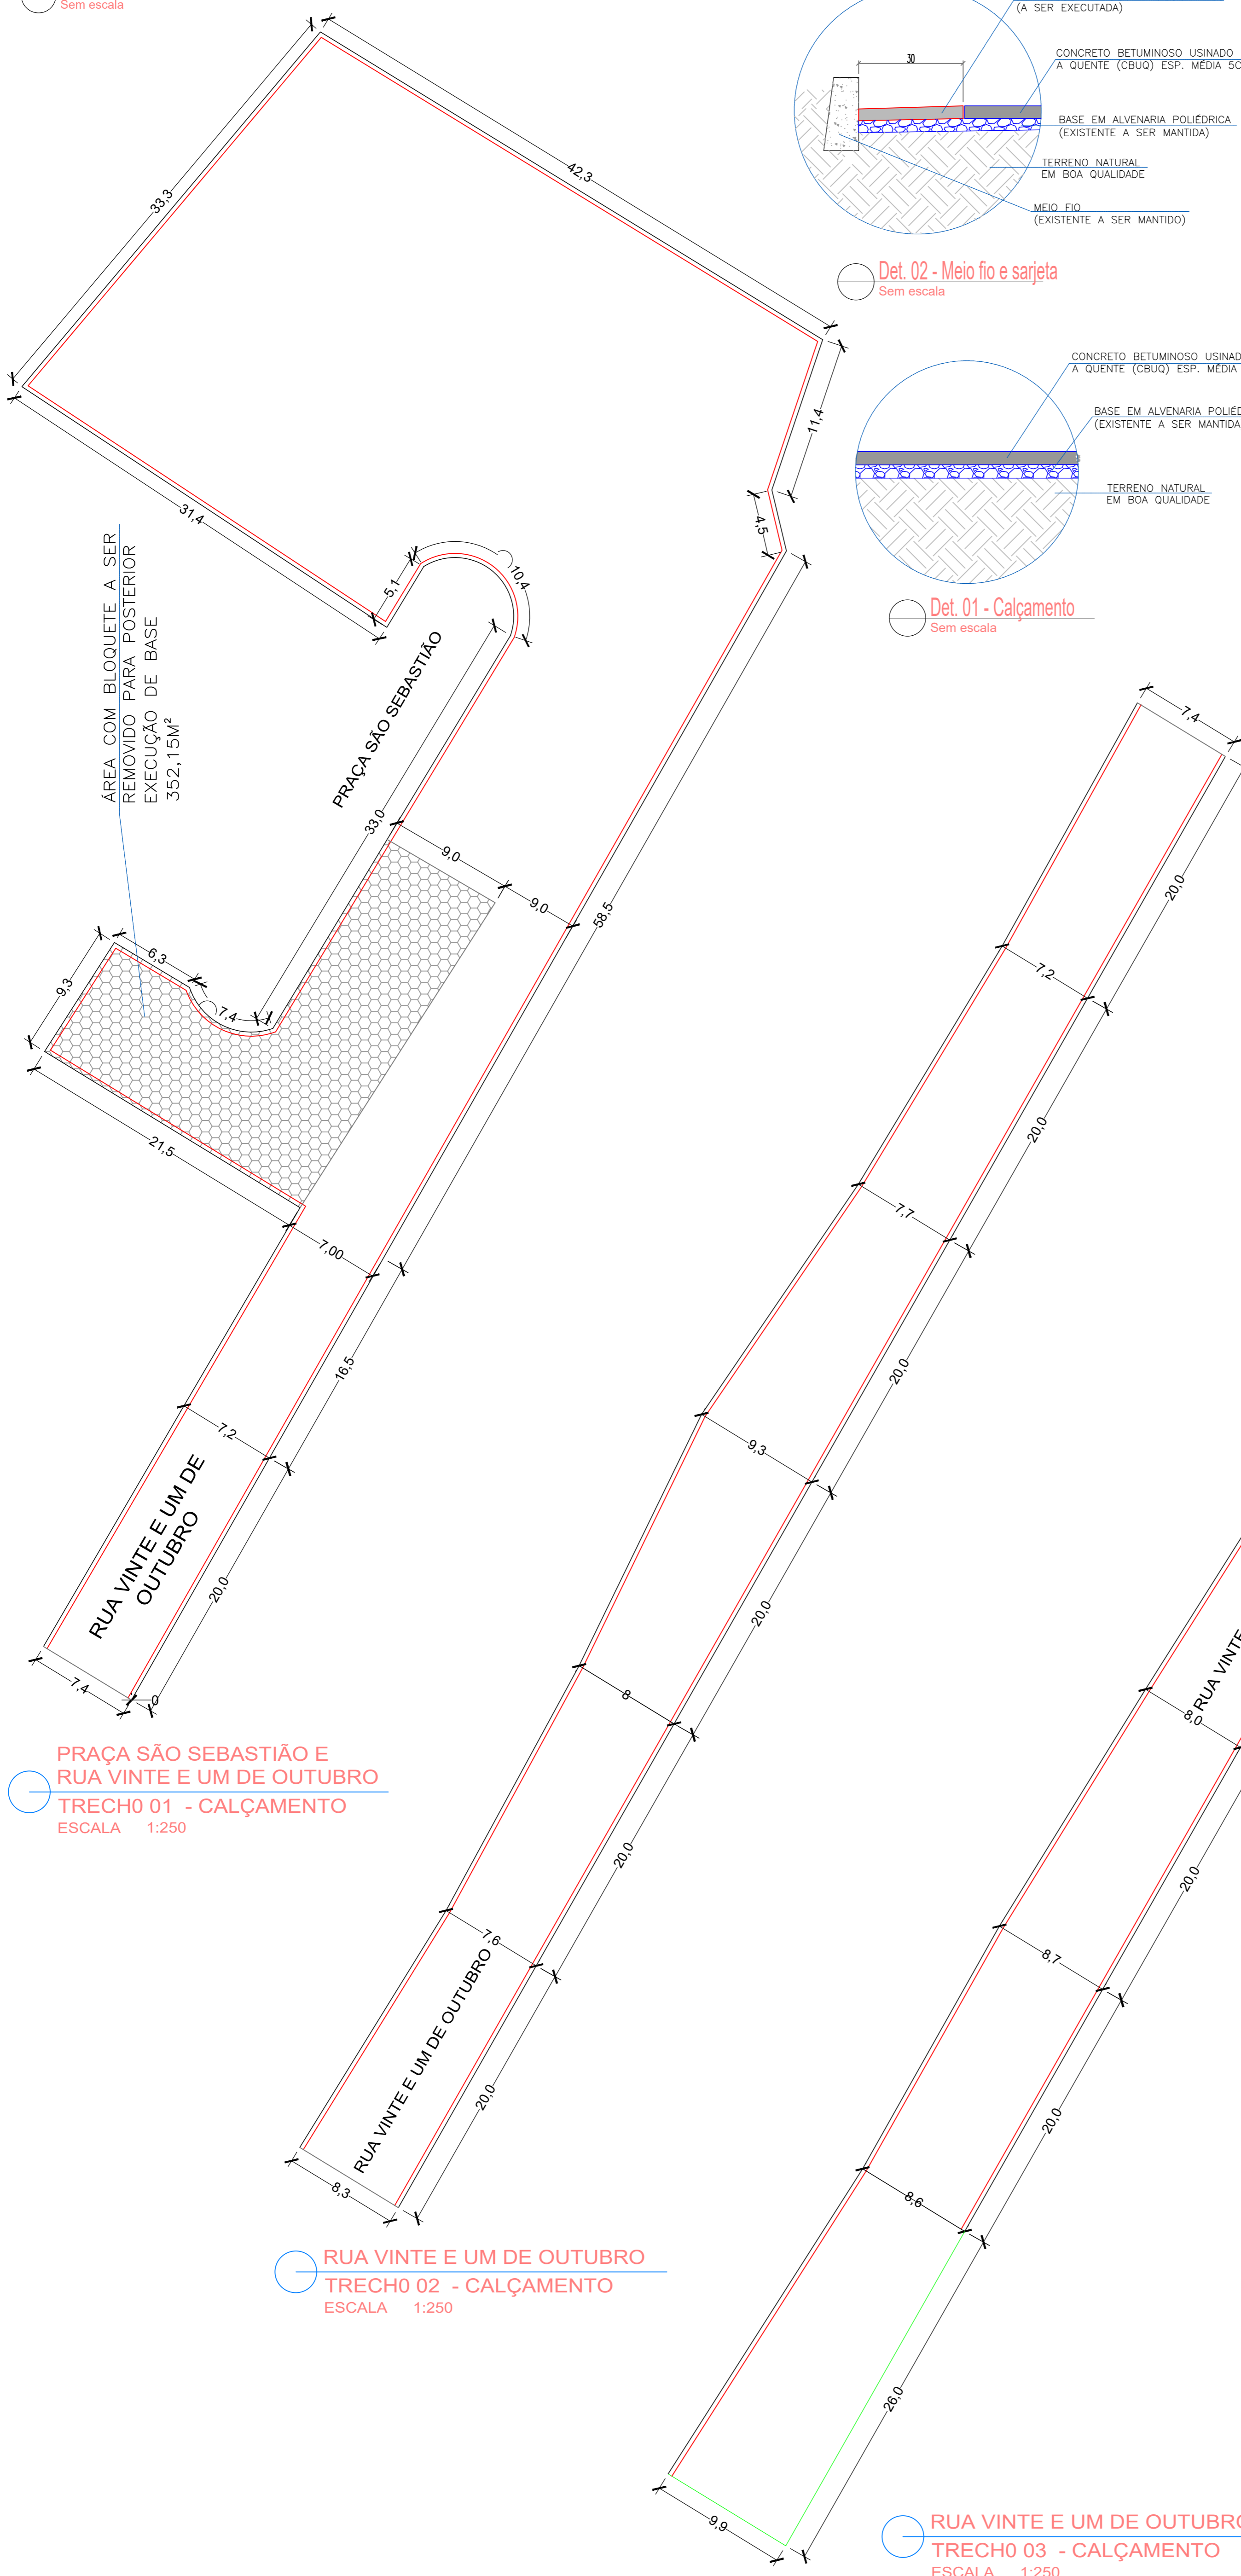 Sem escala
(A SER EXECUTADA)
30
CONCRETO BETUMINOSO USINADO
A QUENTE (CBUQ) ESP. MÉDIA
BASE EM ALVENARIA POLIÉDRICA
(EXISTENTE A SER MANTIDA)
TERRENO NATURAL
EM BOA QUALIDADE
MEIO FIO
(EXISTENTE A SER MANTIDO)
Det. 02 - Meio fio e sarjeta
Sem escala
CONCRETO BETUMINOSO
A QUENTE (CBUQ) ESP. MÉDIA
BASE EM ALVENARIA
(EXISTENTE A SER MANTIDA
TERRENO NATURAL
EM BOA QUALIDADE
Det. 01 - Calçamento
Sem escala
33,3
42,3
11,4
4,5
31,4
5,1
10,4
ÁREA COM BLOQUETE A SER
REMOVIDO PARA POSTERIOR
EXECUÇÃO DE BASE
352,15M²
PRAÇA SÃO SEBASTIÃO
33,0
9,0
9,0
58,5
6,3
9,3
7,4
21,5
7,00
16,5
7,2
RUA VINTE E UM DE
OUTUBRO
20,0
7,4
0
PRAÇA SÃO SEBASTIÃO E
RUA VINTE E UM DE OUTUBRO
TRECH0 01 - CALÇAMENTO
ESCALA 1:250
7,4
20,0
7,2
20,0
7,7
20,0
9,3
20,0
8
20,0
7,6
RUA VINTE E UM DE OUTUBRO
20,0
8,3
RUA VINTE E UM DE OUTUBRO
TRECH0 02 - CALÇAMENTO
ESCALA 1:250
RUA VINTE
8,0
20,0
8,7
20,0
8,6
26,0
9,9
RUA VINTE E UM DE OUTUBRO
TRECH0 03 - CALÇAMENTO
ESCALA 1:250